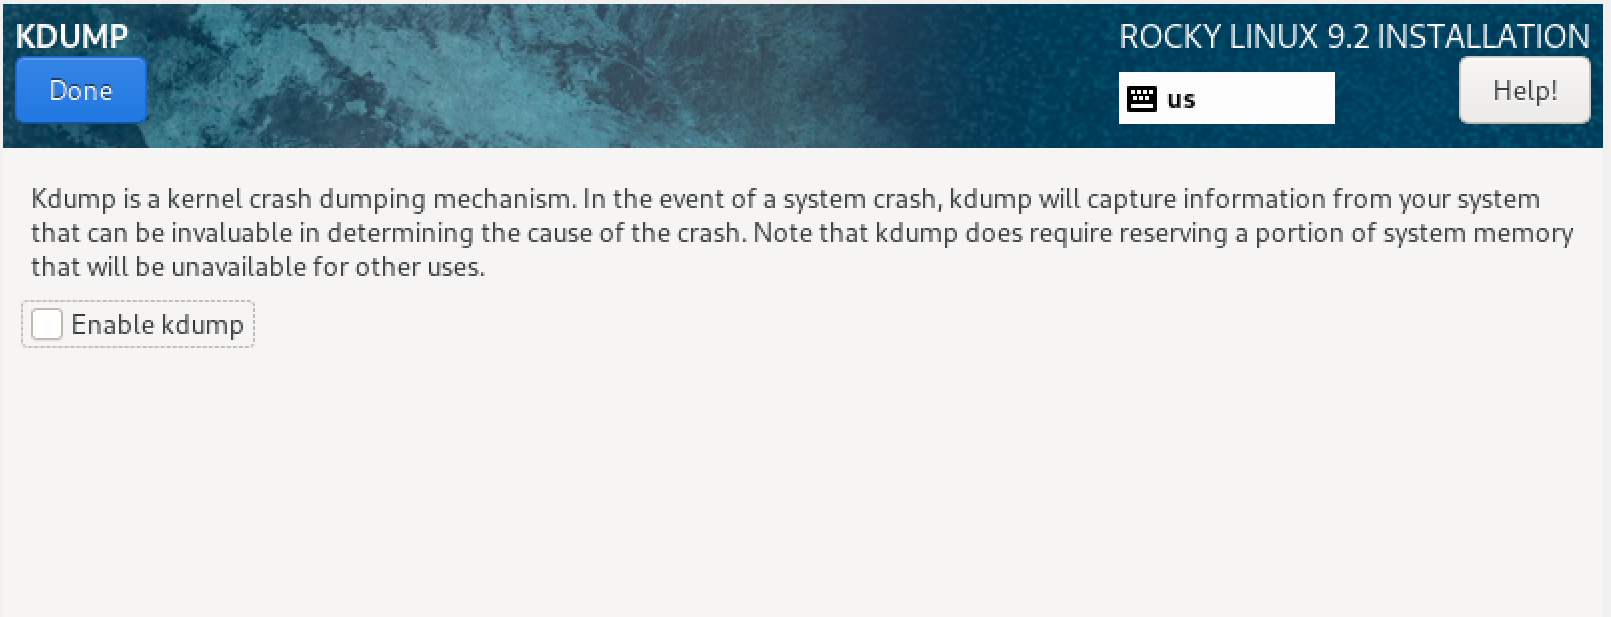 KDUMP
ROCKY LINUX 9.2 INSTALLATION
Done
us
Help!
Kdump is a kernel crash dumping mechanism. In the event of a system crash, kdump will capture information from your system
that can be invaluable in determining the cause of the crash. Note that kdump does require reserving a portion of system memory
that will be unavailable for other uses.
Enable kdump